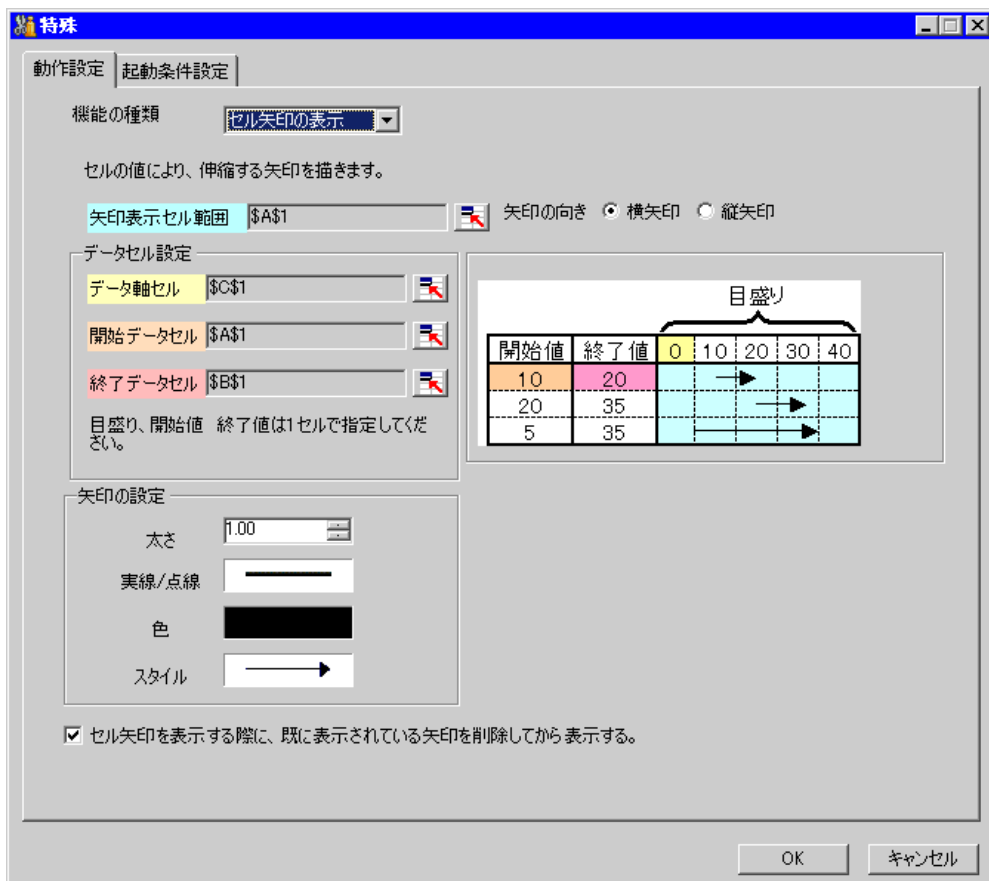 特殊
動作設定 起動条件設定
機能の種類 セル矢印の表示
セルの値により、伸縮する矢印を描きます。
矢印表示セル範囲 $A$1 矢印の向き 横矢印 縦矢印
データセル設定
データ軸セル $C$1
開始データセル $A$1
終了データセル $B$1
目盛り、開始値 終了値は1セルで指定してくだ
さい。
目盛り
開始値 終了値 0 10 20 30 40
10 20
20 35
5 35
矢印の設定
太さ 1.00
実線/点線
色
スタイル
セル矢印を表示する際に、既に表示されている矢印を削除してから表示する。
OK キャンセル